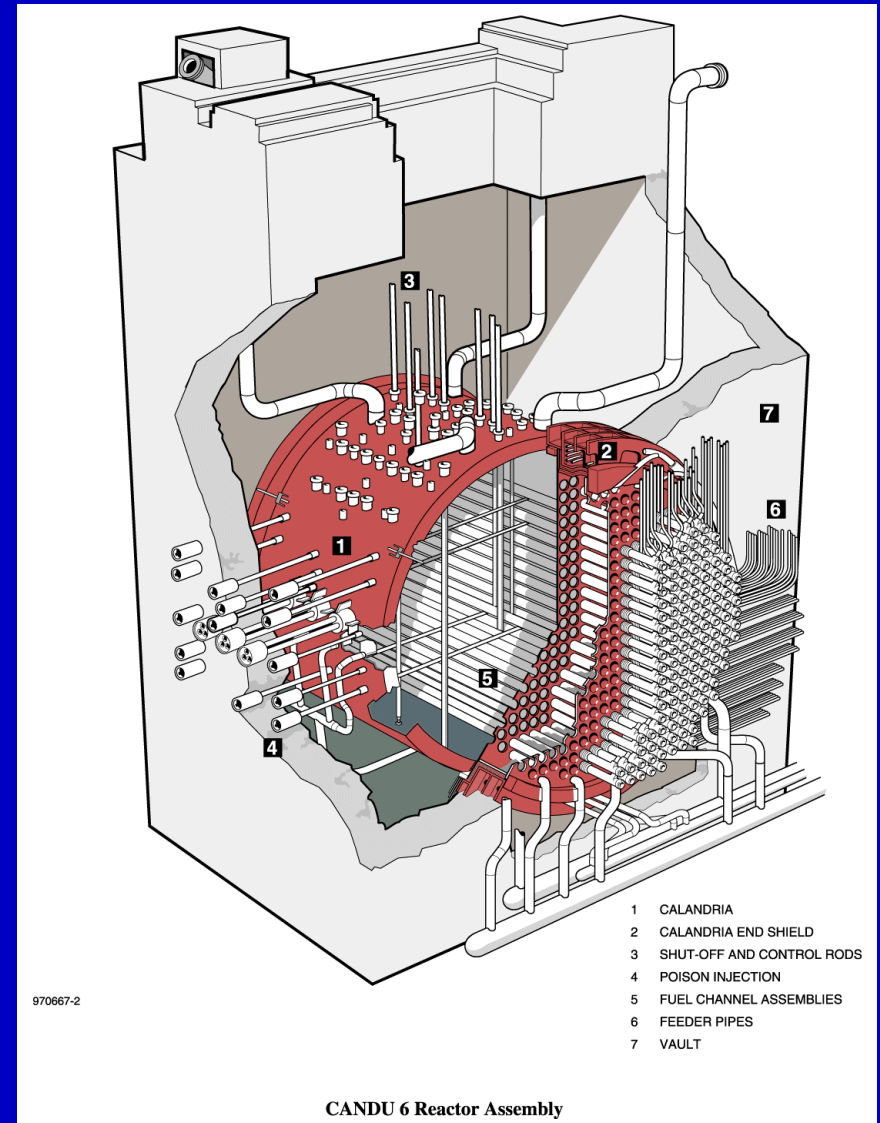 3
7
2
6
1
5
4
1 CALANDRIA
2 CALANDRIA END SHIELD
3 SHUT-OFF AND CONTROL RODS
4 POISON INJECTION
5 FUEL CHANNEL ASSEMBLIES
6 FEEDER PIPES
7 VAULT
970667-2
CANDU 6 Reactor Assembly